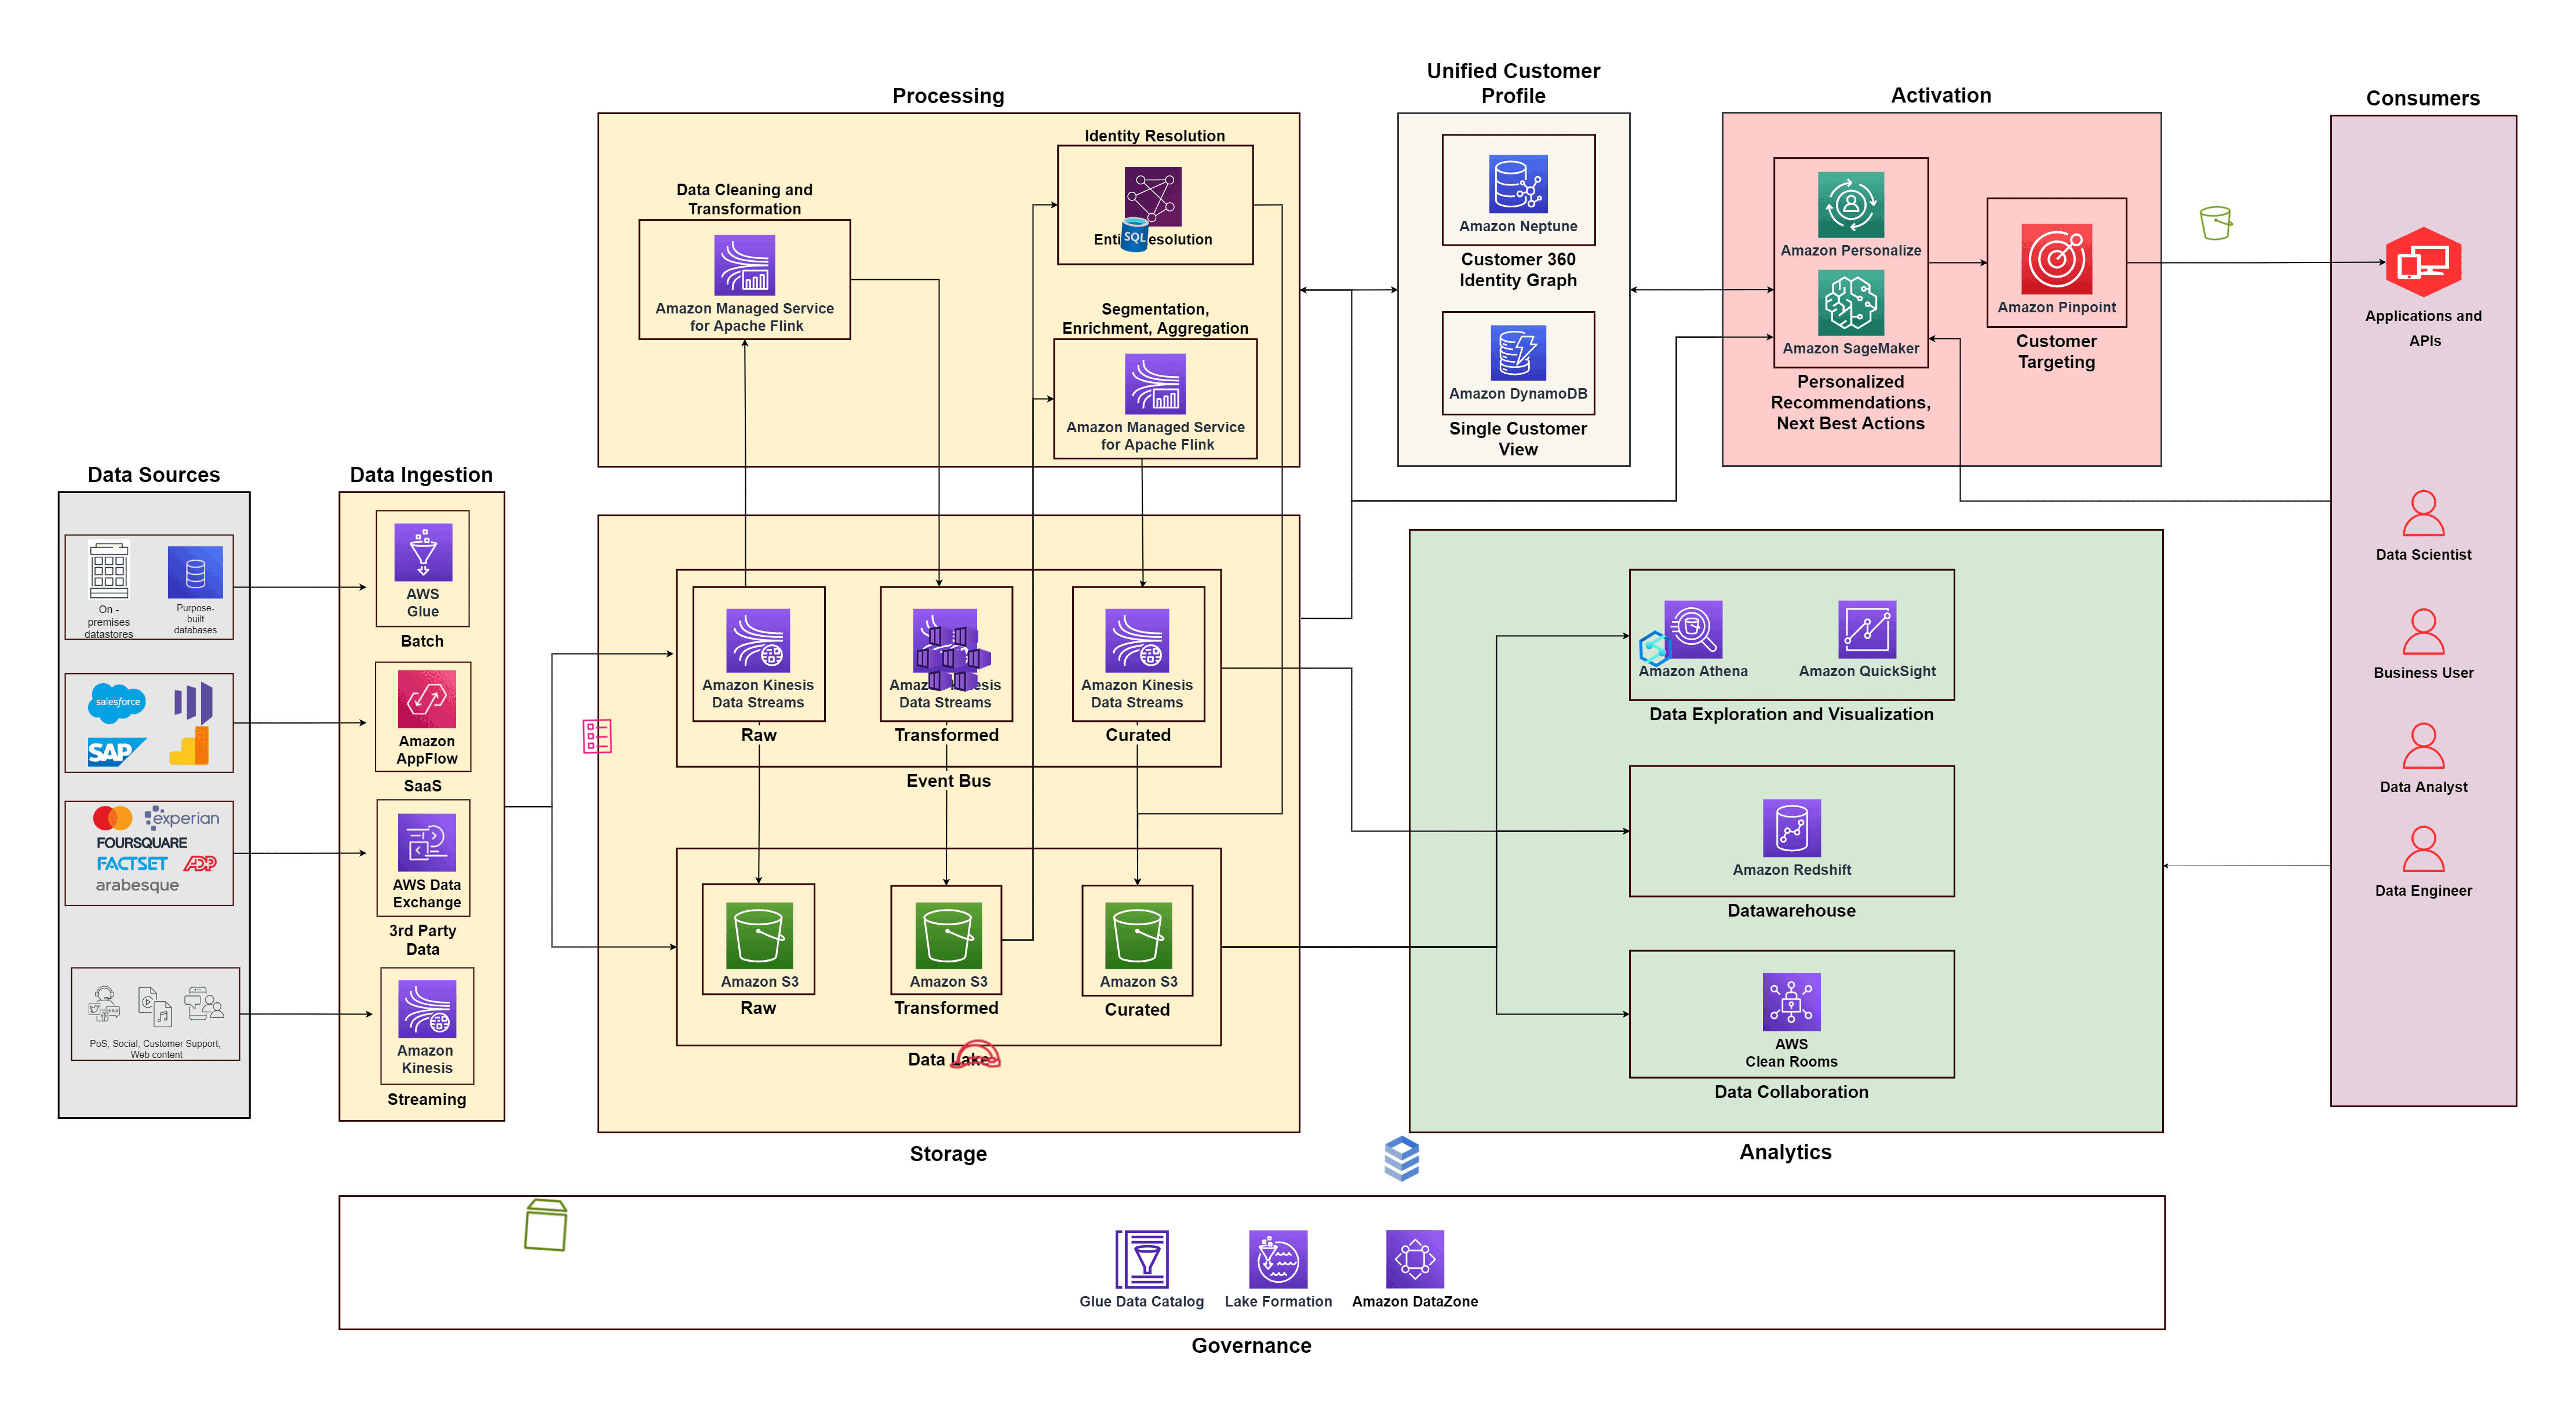 Processing
Unified Customer
Profile
Activation
Consumers
Identity Resolution
Data Cleaning and
Transformation
Amazon Managed Service
for Apache Flink
SQL
Resolution
Segmentation,
Enrichment, Aggregation
Amazon Managed Service
for Apache Flink
Amazon Neptune
Customer 360
Identity Graph
Amazon DynamoDB
Single Customer
View
Amazon Personalize
Amazon SageMaker
Personalized
Recommendations,
Next Best Actions
Amazon Pinpoint
Customer
Targeting
Applications and
APIs
Data Scientist
Business User
Data Analyst
Data Engineer
Data Sources
On -
premises
datastores
Purpose-
built
databases
salesforce
SAP
experian
FOURSQUARE
FACTSET
ADP
arabesque
PoS, Social, Customer Support,
Web content
Data Ingestion
AWS
Glue
Batch
Amazon
AppFlow
SaaS
AWS Data
Exchange
3rd Party
Data
Amazon
Kinesis
Streaming
Amazon Kinesis
Data Streams
Raw
Data Streams
Transformed
Amazon Kinesis
Data Streams
Curated
Event Bus
Amazon S3
Raw
Amazon S3
Transformed
Amazon S3
Curated
Data Lake
Storage
Amazon Athena
Amazon QuickSight
Data Exploration and Visualization
Amazon Redshift
Datawarehouse
AWS
Clean Rooms
Data Collaboration
Analytics
Glue Data Catalog
Lake Formation
Amazon DataZone
Governance